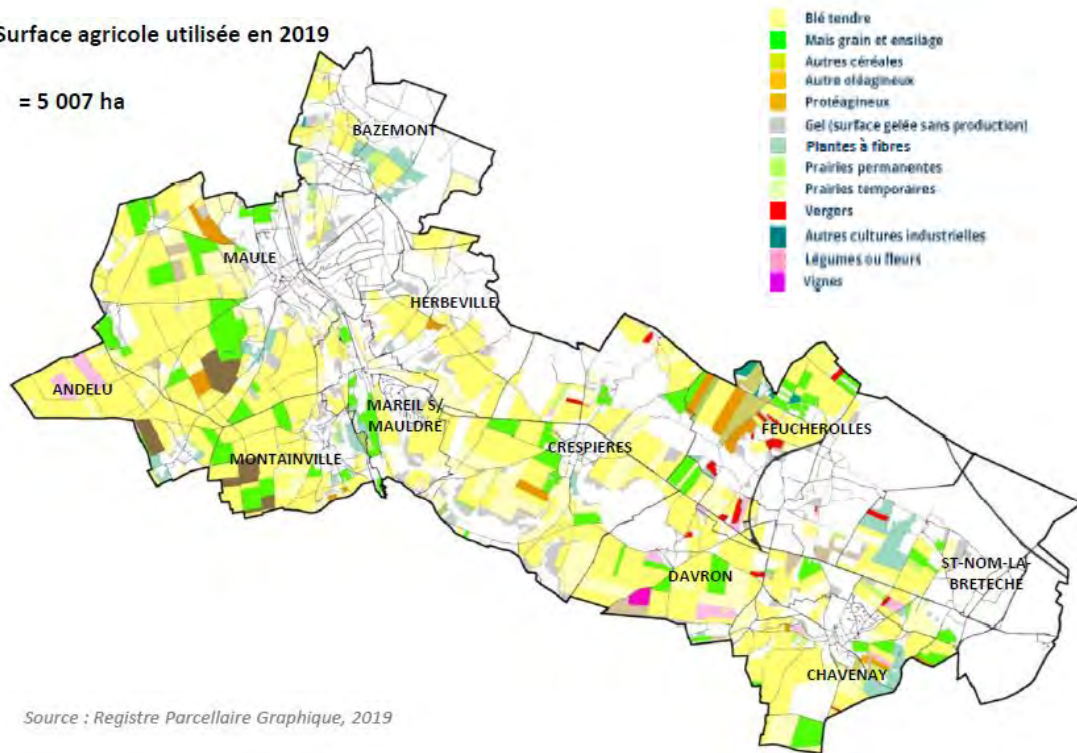 Surface agricole utilisée en 2019
= 5 007 ha
Blé tendre
Mais grain et ensilage
Autres céréales
Autre oléagineux
Protéagineux
Gel (surface gelée sans production)
Plantes à fibres
Prairies permanentes
Prairies temporaires
Vergers
Autres cultures industrielles
Légumes ou fleurs
Vignes
BAZEMONT
MAULE
HERBEVILLE
ANDELU
MAREIL S/
MAULDRE
MONTAINVILLE
CRESPIERES
FEUCHEROLLES
DAVRON
ST-NOM-LA-
BRETECHE
CHAVENAY
Source : Registre Parcellaire Graphique, 2019